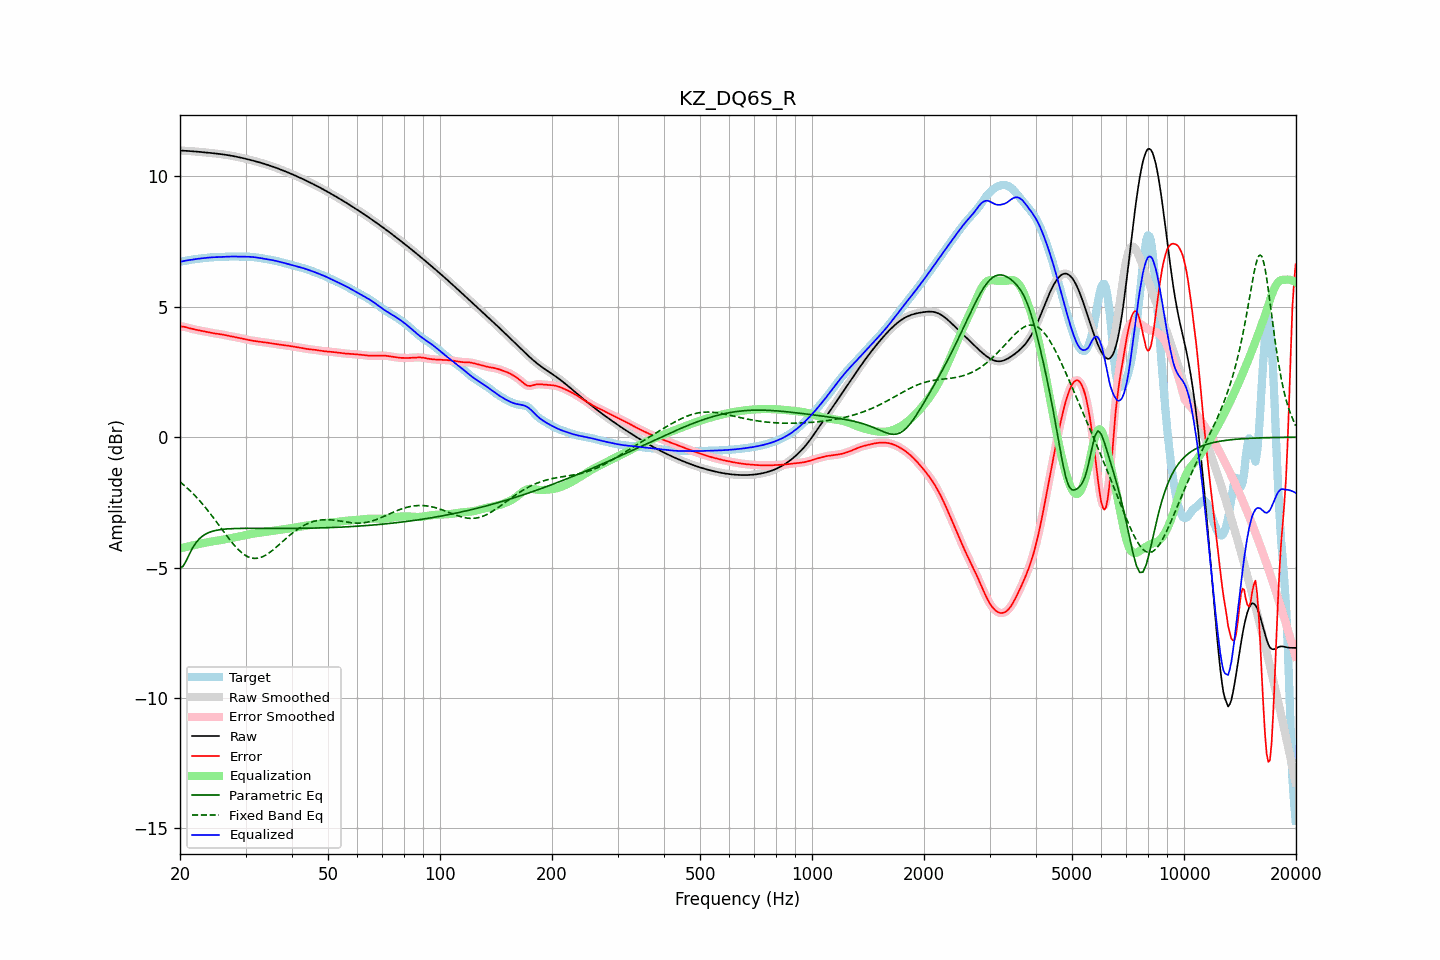 KZ_DQ6S_R
Amplitude (dBr)
10
5
0
−5
−10
−15
Target
Raw Smoothed
Error Smoothed
Raw
Error
Equalization
Parametric Eq
Fixed Band Eq
Equalized
20 50 100 200 500 1000 2000 5000 10000 20000
Frequency (Hz)